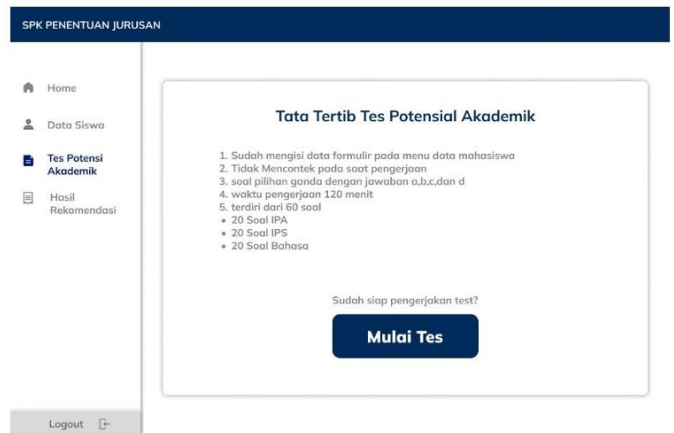 SPK PENENTUAN JURUSAN
Home
Data Siswa
Tes Potensi
Akademik
Hasil
Rekomendasi
Logout
Tata Tertib Tes Potensial Akademik
1. Sudah mengisi data formulir pada menu data mahasiswa
2. Tidak Mencontek pada saat pengerjaan
3. soal pilihan ganda dengan jawaban a,b,c,dan d
4. waktu pengerjaan 120 menit
5. terdiri dari 60 soal
• 20 Soal IPA
• 20 Soal IPS
• 20 Soal Bahasa
Sudah siap pengerjakan test?
Mulai Tes